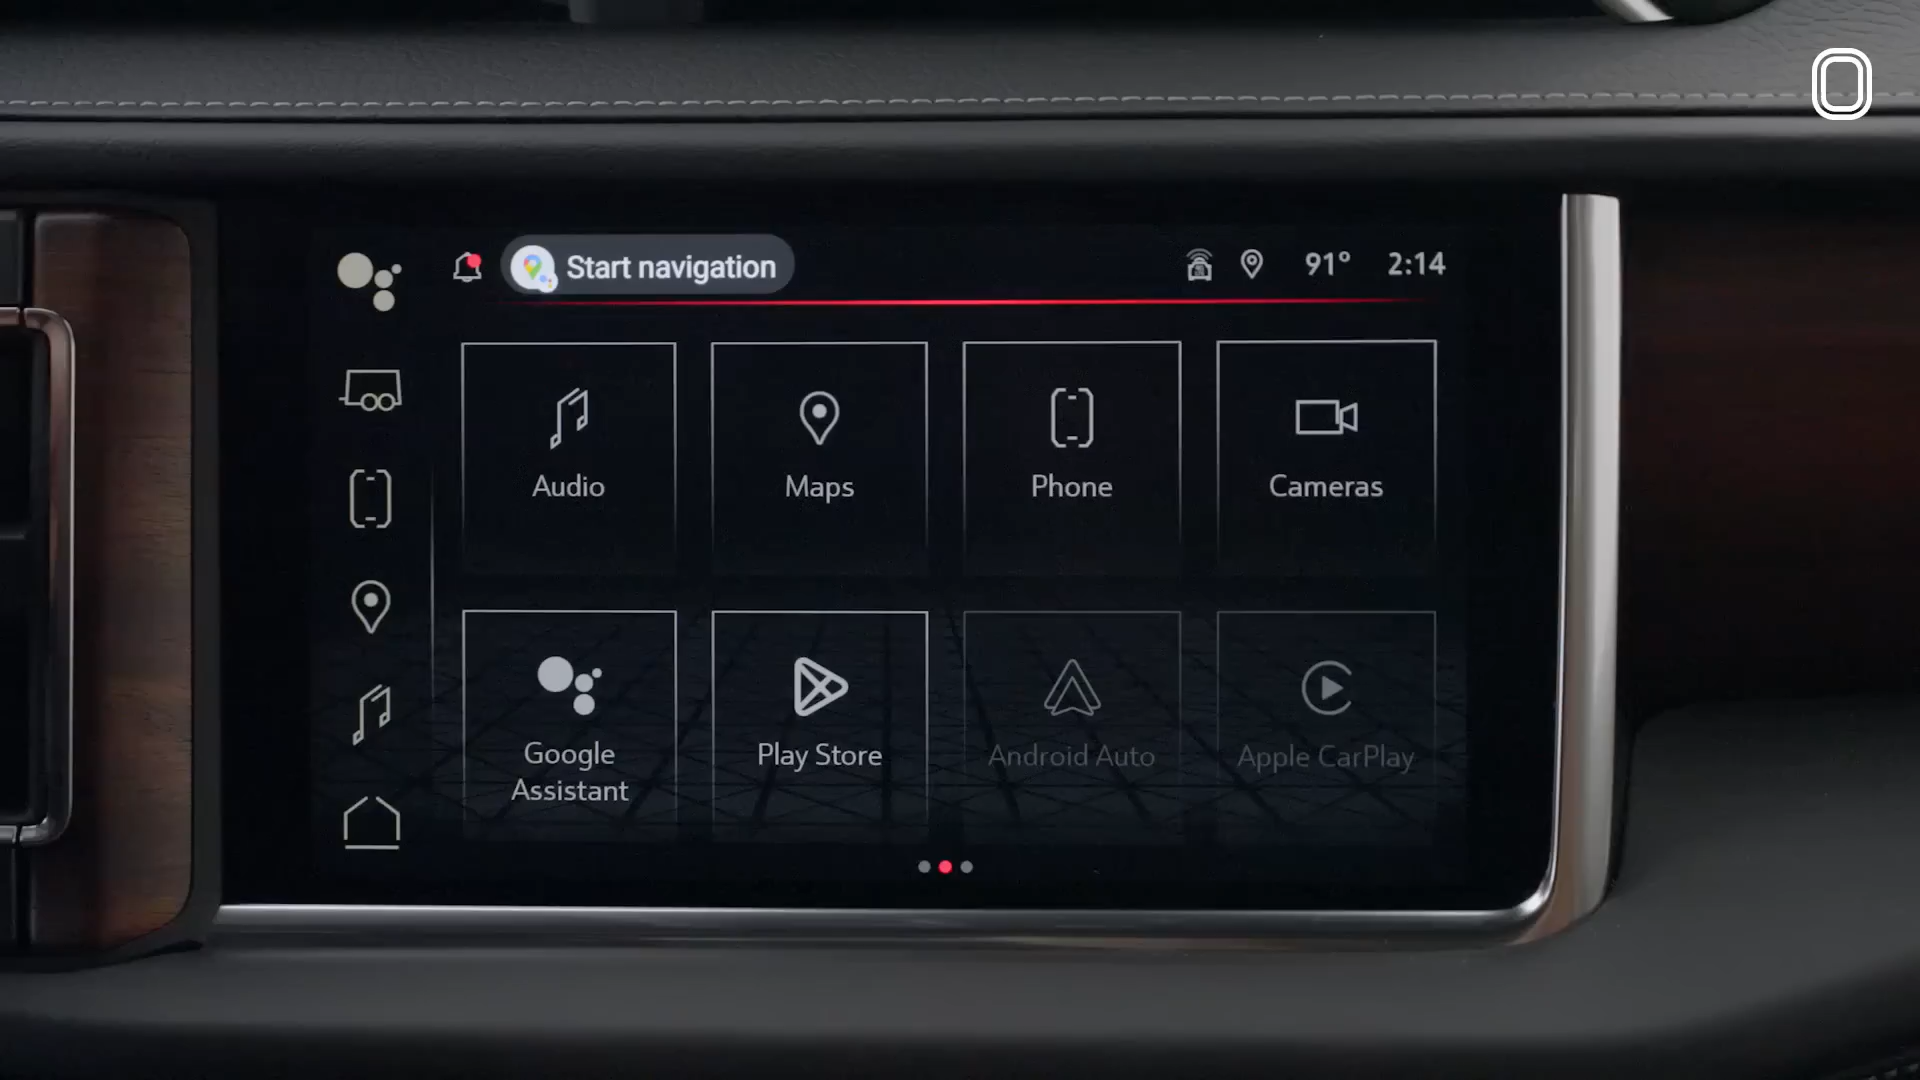 Start navigation
91° 2:14
Audio
Maps
Phone
Cameras
Google
Assistant
Play Store
Android Auto
Apple CarPlay